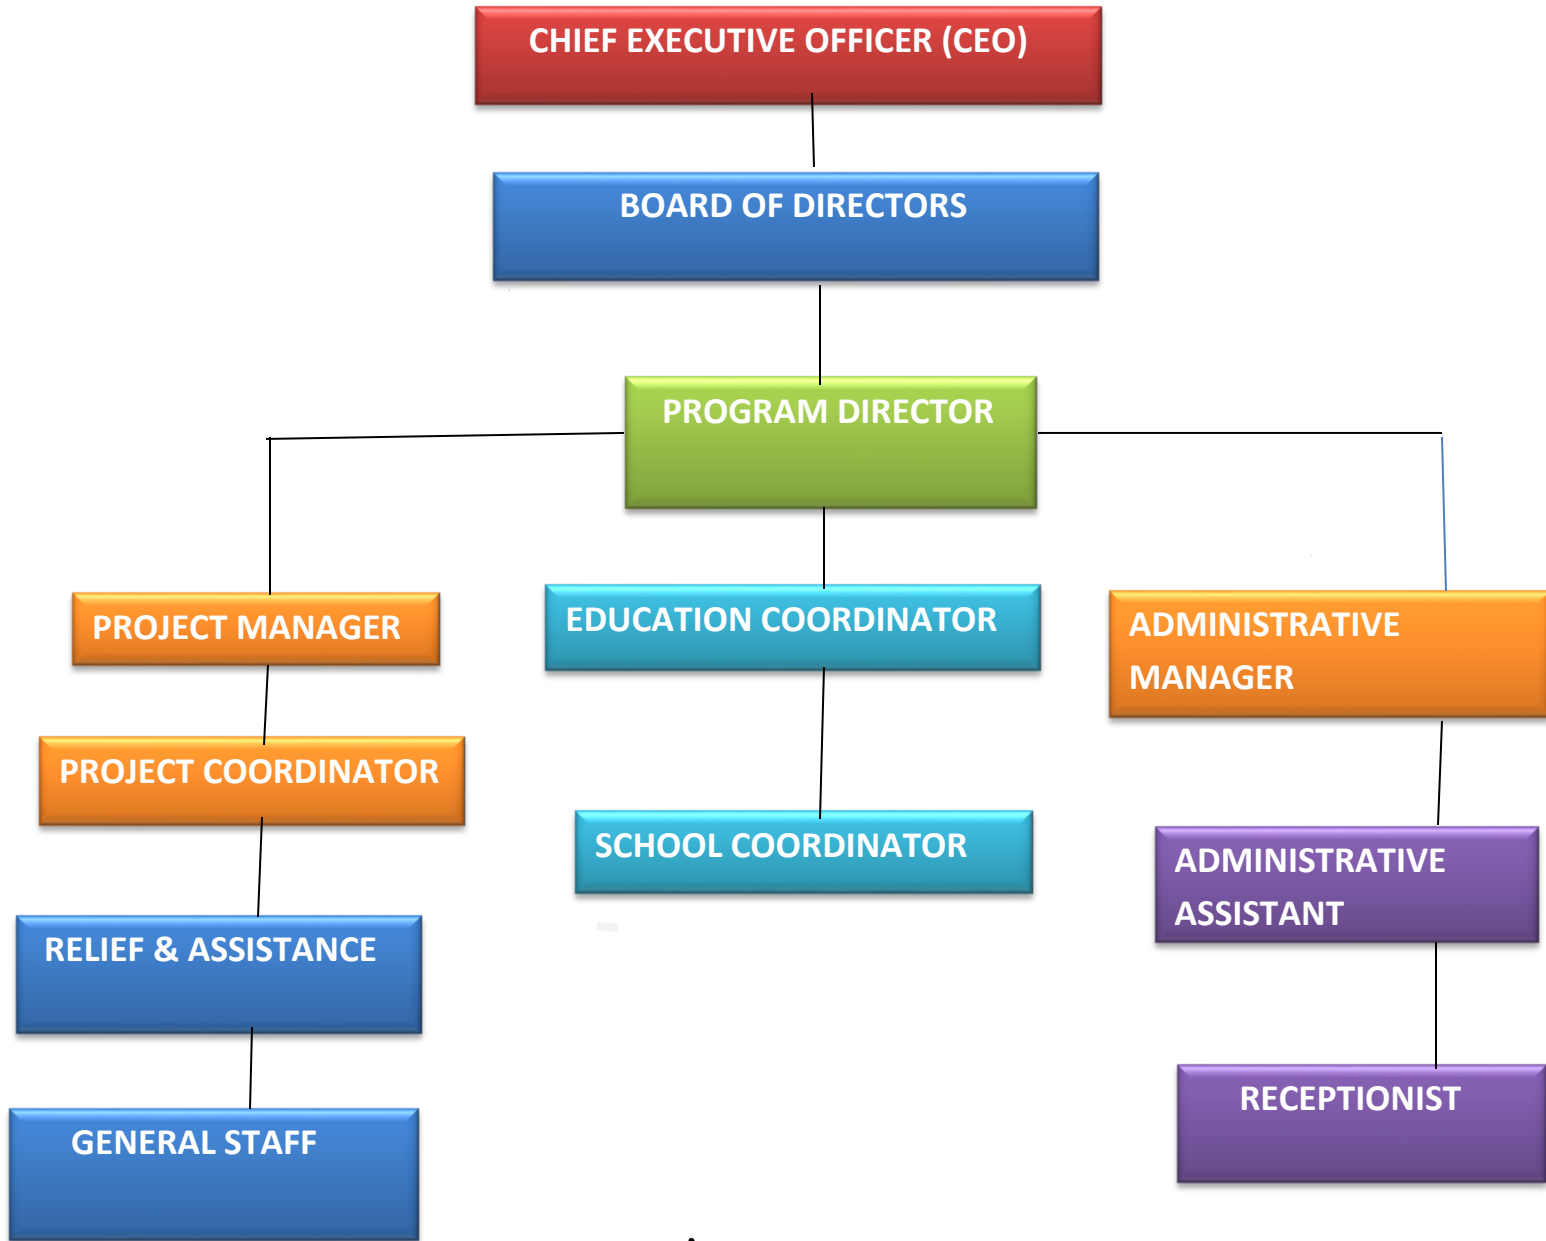 CHIEF EXECUTIVE OFFICER (CEO)
BOARD OF DIRECTORS
PROGRAM DIRECTOR
PROJECT MANAGER
EDUCATION COORDINATOR
ADMINISTRATIVE
MANAGER
PROJECT COORDINATOR
SCHOOL COORDINATOR
ADMINISTRATIVE
ASSISTANT
RELIEF & ASSISTANCE
RECEPTIONIST
GENERAL STAFF